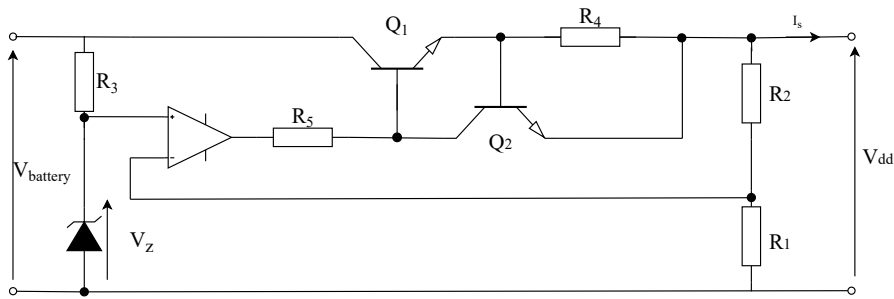 Q1
R4
Is
R3
R2
+
R5
-
Q2
Vbattery
Vdd
VZ
R1